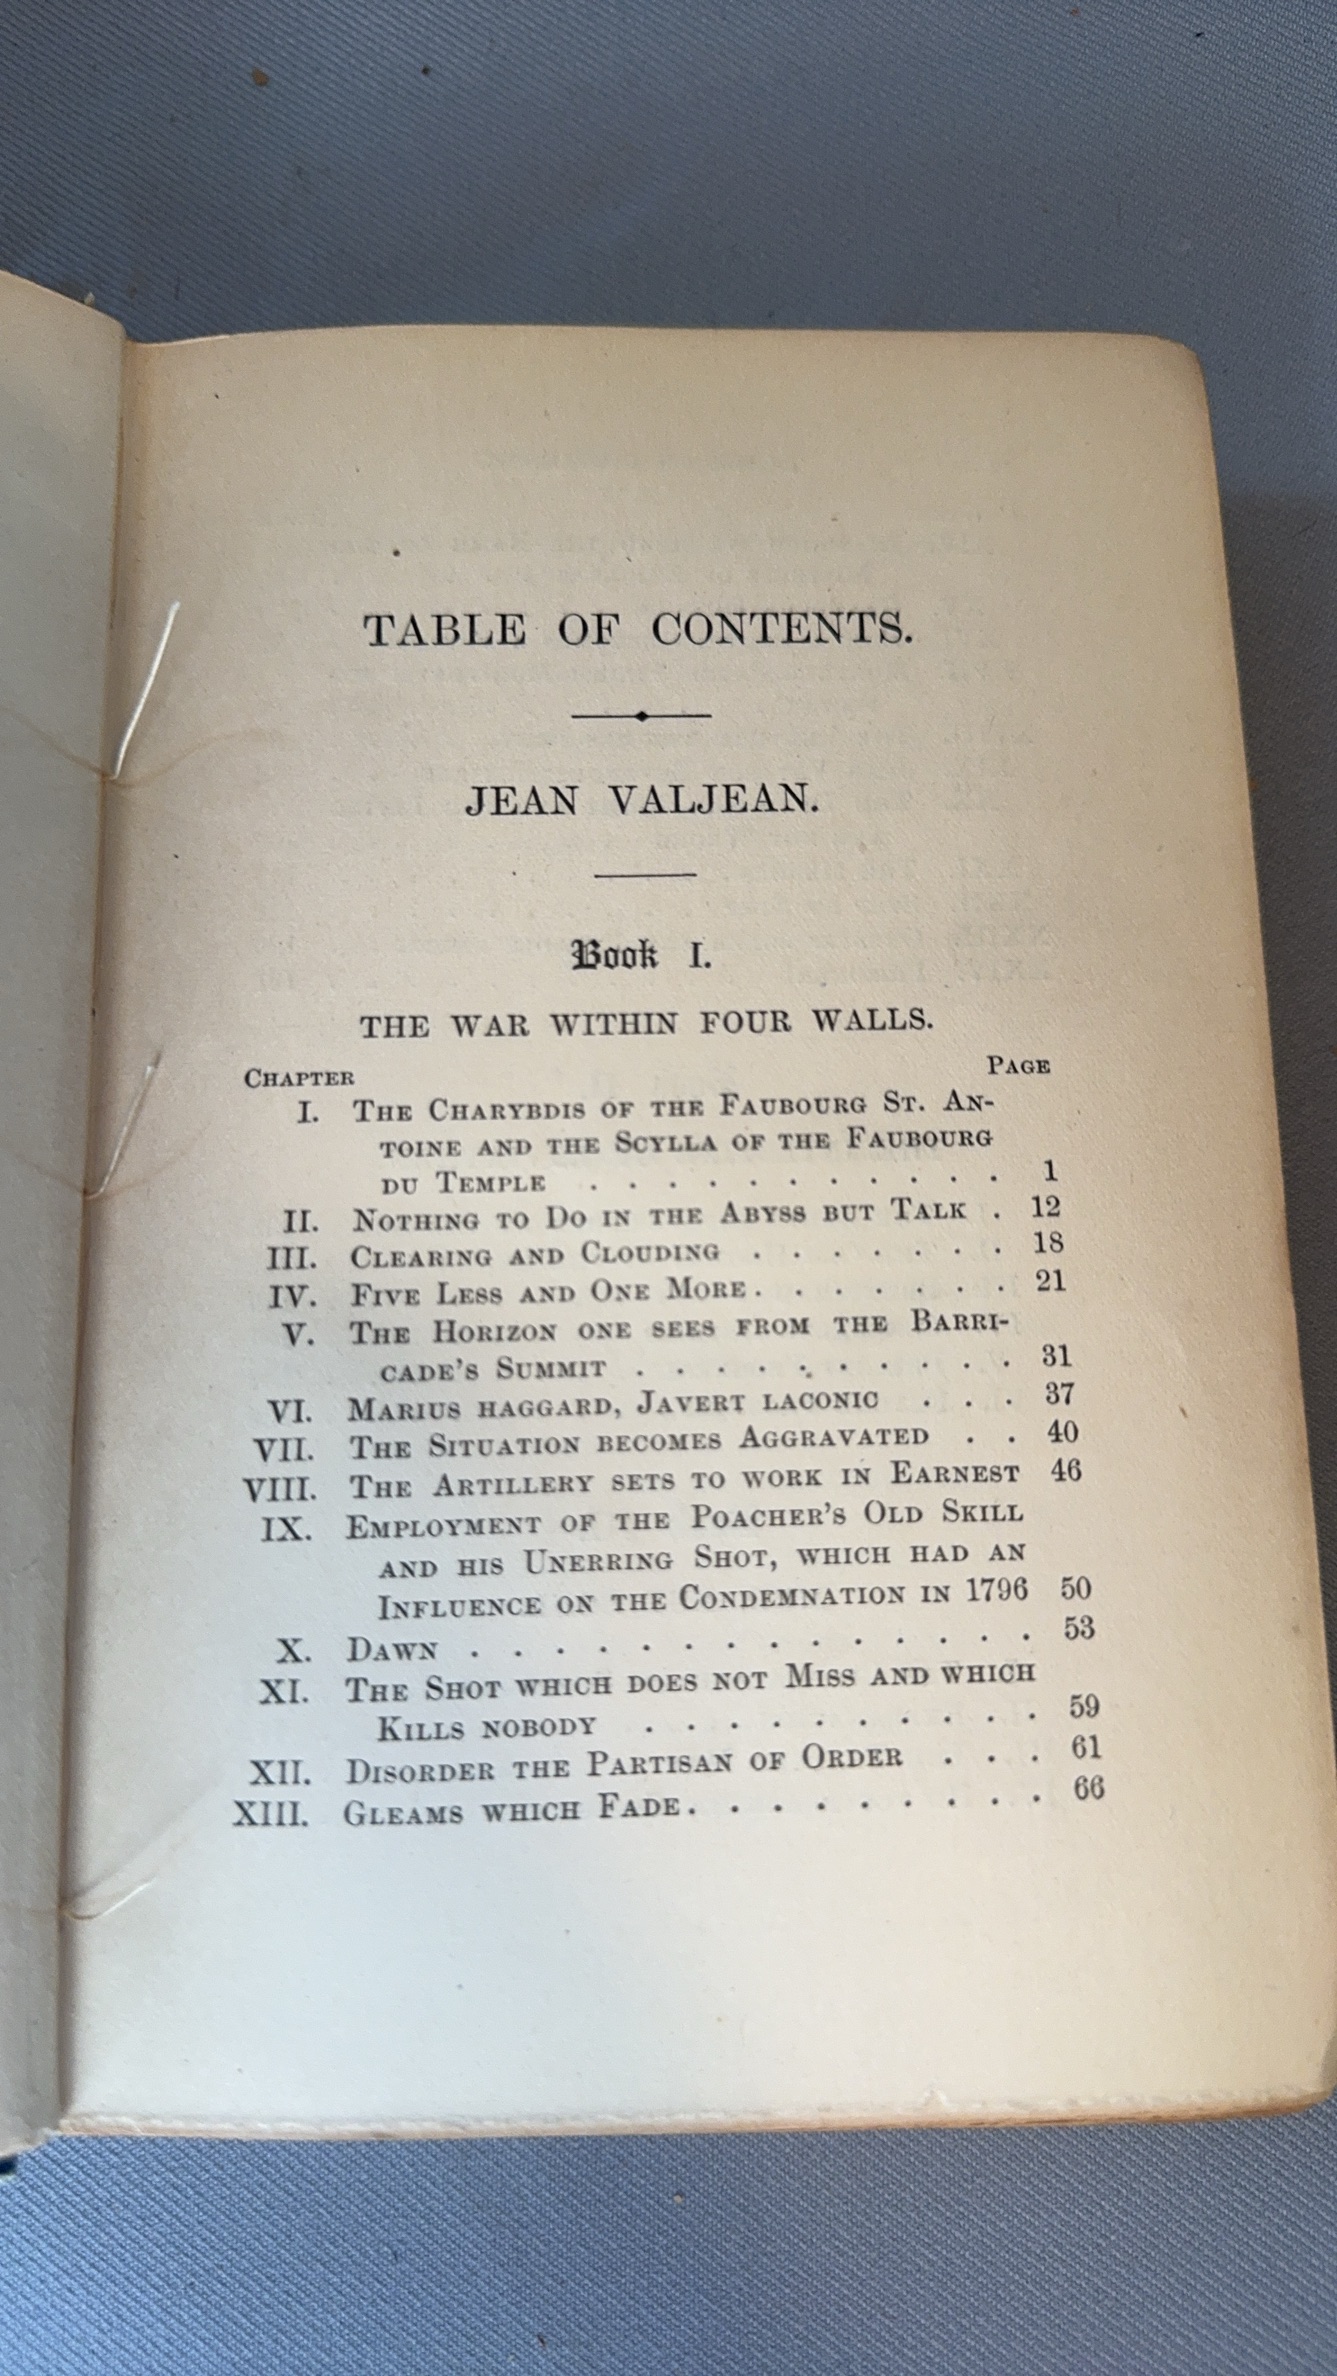 TABLE OF CONTENTS.
JEAN VALJEAN.
Book I.
THE WAR WITHIN FOUR WALLS.
CHAPTER PAGE
I. THE CHARYBDIS OF THE FAUBOURG ST. AN-
TOINE AND THE SCYLLA OF THE FAUBOURG
DU TEMPLE . . . . . . . . . . . 1
II. NOTHING TO DO IN THE ABYSS BUT TALK . 12
III. CLEARING AND CLOUDING . . . . . . . 18
IV. FIVE LESS AND ONE MORE . . . . . . . 21
V. THE HORIZON ONE SEES FROM THE BARRI-
CADE'S SUMMIT . . . . . . . . . . 31
VI. MARIUS HAGGARD, JAVERT LACONIC . . . 37
VII. THE SITUATION BECOMES AGGRAVATED . . 40
VIII. THE ARTILLERY SETS TO WORK IN EARNEST 46
IX. EMPLOYMENT OF THE POACHER'S OLD SKILL
AND HIS UNERRING SHOT, WHICH HAD AN
INFLUENCE ON THE CONDEMNATION IN 1796 50
X. DAWN . . . . . . . . . . . . . . 53
XI. THE SHOT WHICH DOES NOT MISS AND WHICH
KILLS NOBODY . . . . . . . . . . 59
XII. DISORDER THE PARTISAN OF ORDER . . . 61
XIII. GLEAMS WHICH FADE . . . . . . . . . 66